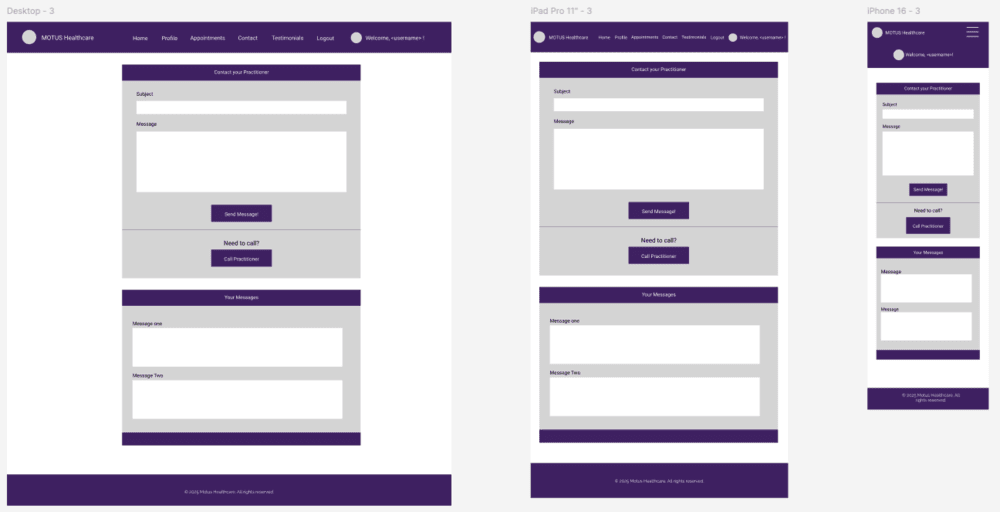 Desktop - 3
MOTUS Healthcare
Home
Profile
Appointments
Contact
Testimonials
Logout
Welcome, <username> !
Contact your Practitioner
Subject
Message
Send Message!
Need to call?
Call Practitioner
Your Messages
Message one
Message Two
© 2025 Motus Healthcare. All rights reserved
iPad Pro 11" - 3
MOTUS Healthcare
Home
Profile
Appointments
Contact
Testimonials
Logout
Welcome, <username> !
Contact your Practitioner
Subject
Message
Send Message!
Need to call?
Call Practitioner
Your Messages
Message one
Message Two
© 2025 Motus Healthcare. All rights reserved
iPhone 16 - 3
MOTUS Healthcare
Welcome, <username> !
Contact your Practitioner
Subject
Message
Send Message!
Need to call?
Call Practitioner
Your Messages
Message
Message
© 2025 Motus Healthcare. All
rights reserved